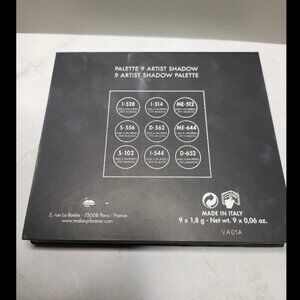 PALETTE 9 ARTIST SHADOW
9 ARTIST SHADOW PALETTE
I-528 I-514 ME-512
S-556 D-562 ME-644
S-102 I-544 D-652
5, rue La Boétie - 75008 Paris - France
www.makeupforever.com
MADE IN ITALY
9 x 1,8 g - Net wt. 9 x 0,06 oz.
VA01A